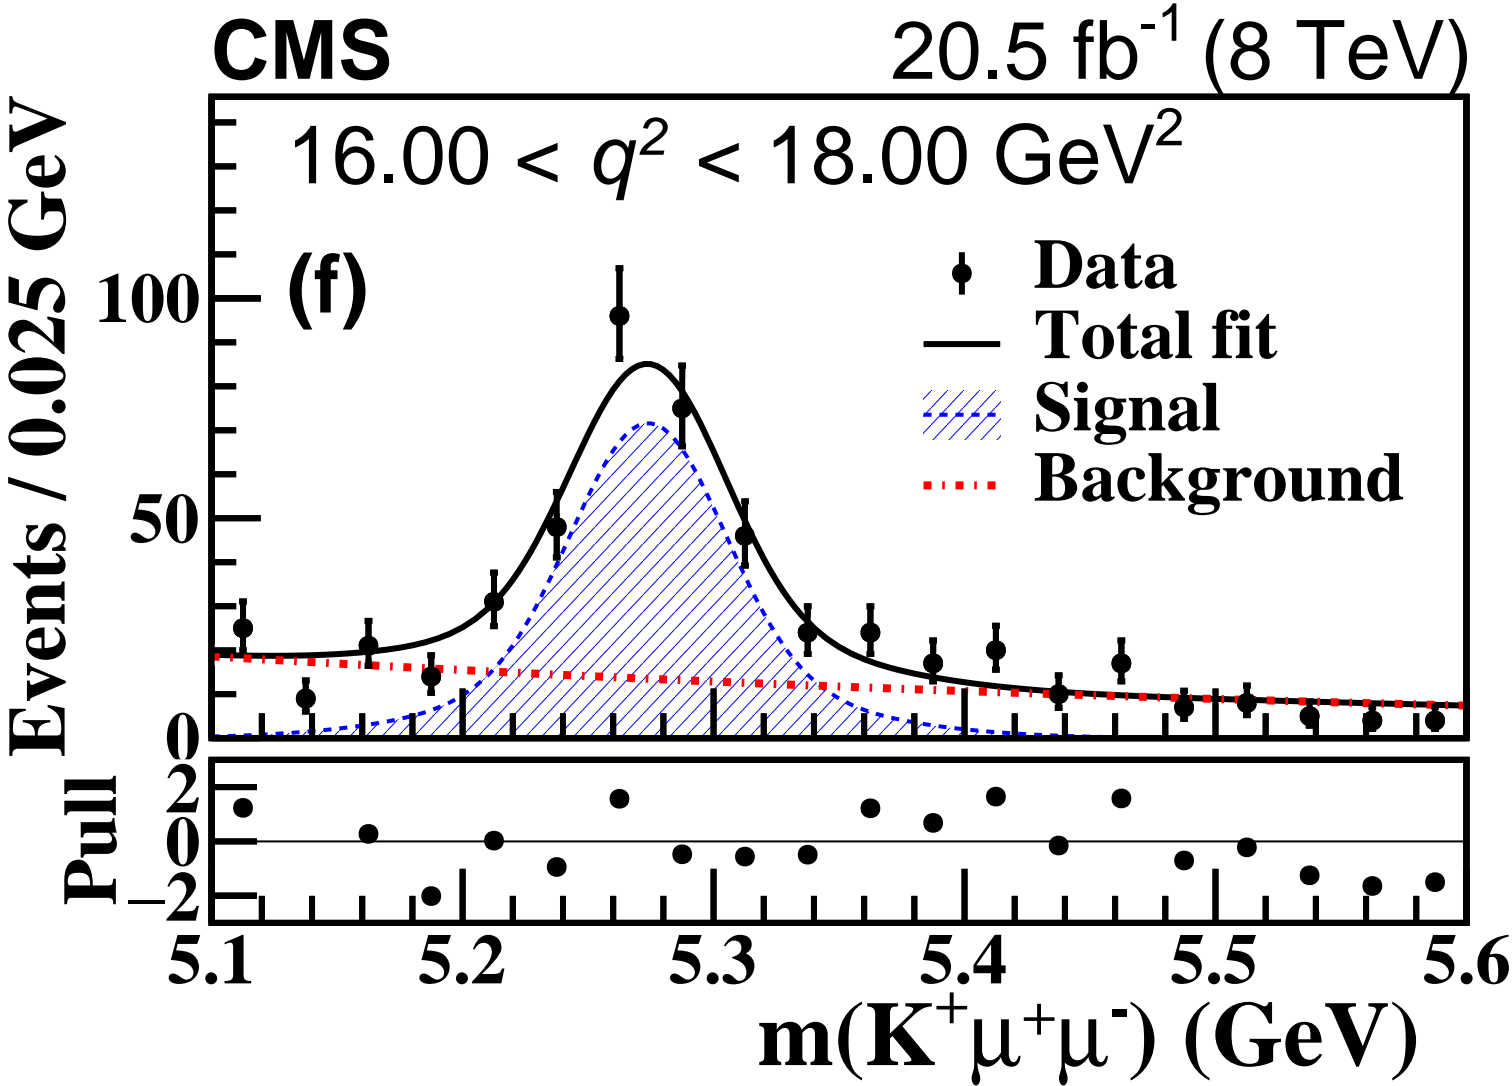 CMS 20.5 fb⁻¹ (8 TeV)
16.00 < q² < 18.00 GeV²
(f)
Data
Total fit
Signal
Background
Events / 0.025 GeV
100
50
0
Pull
2
0
−2
5.1 5.2 5.3 5.4 5.5 5.6
m(K⁺μ⁺μ⁻) (GeV)